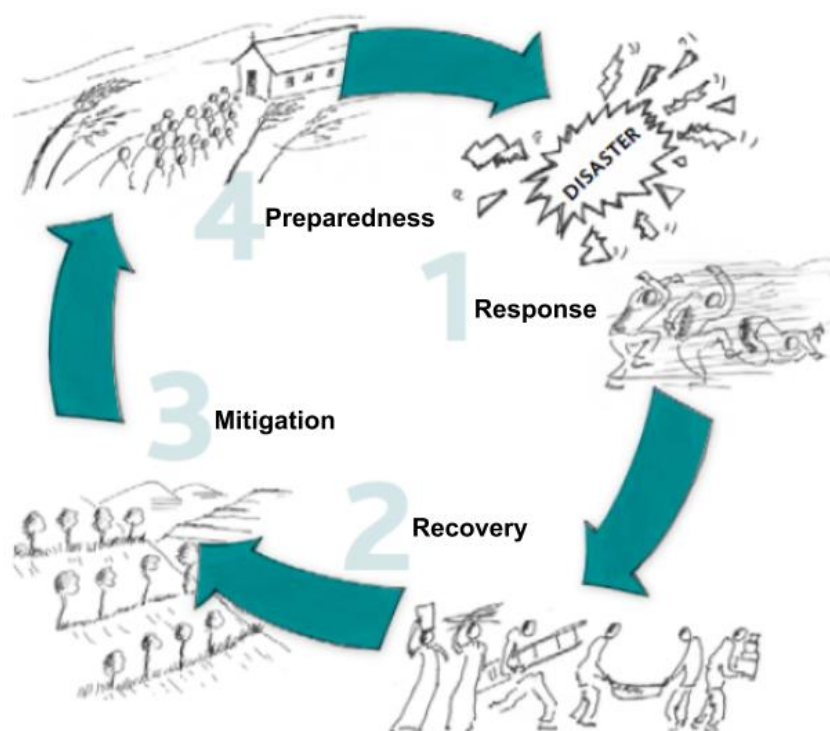 DISASTER
4
Preparedness
1
Response
3
Mitigation
2
Recovery